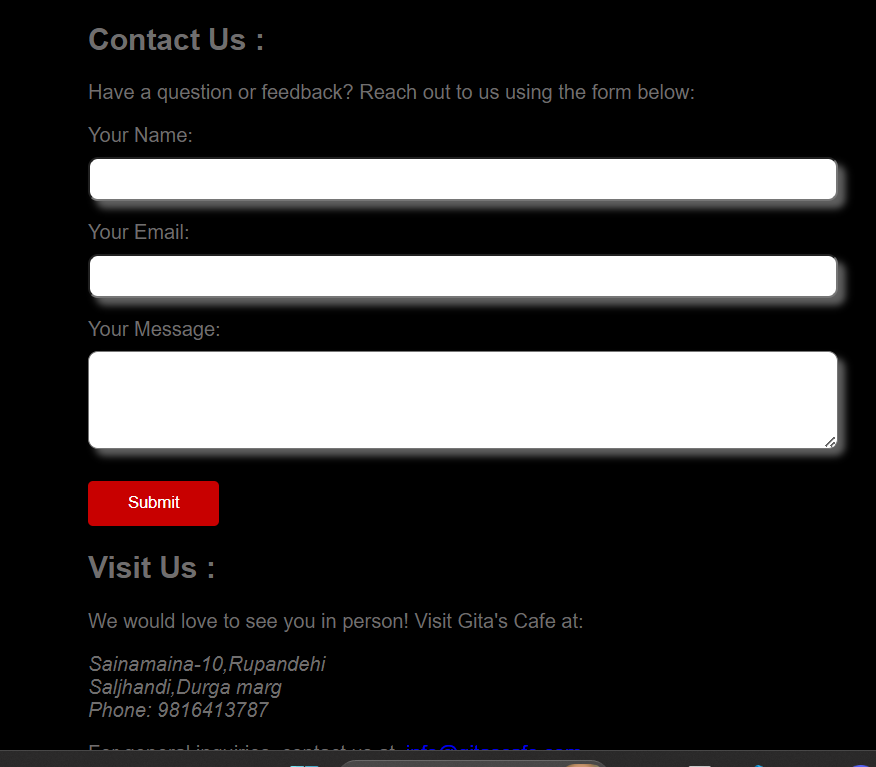 Contact Us :
Have a question or feedback? Reach out to us using the form below:
Your Name:
Your Email:
Your Message:
Submit
Visit Us :
We would love to see you in person! Visit Gita's Cafe at:
Sainamaina-10,Rupandehi
Saljhandi,Durga marg
Phone: 9816413787
For general inquiries, contact us at